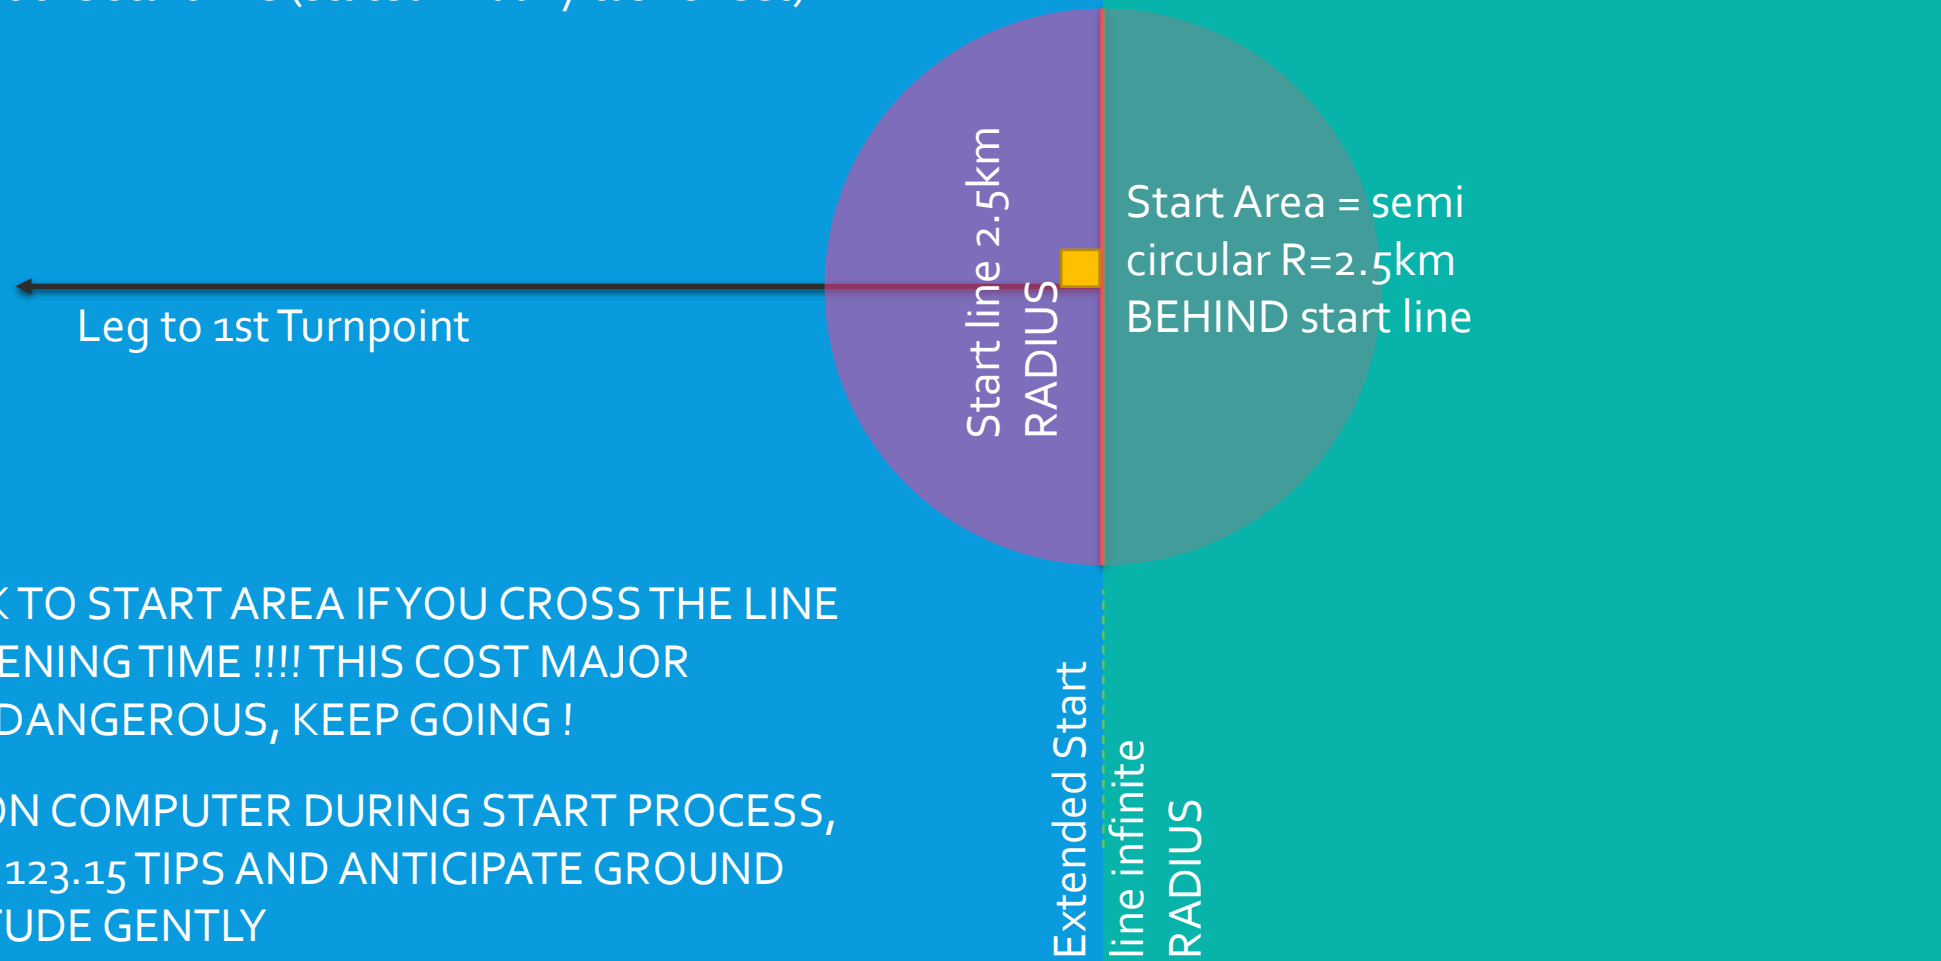 Start line 2.5km
RADIUS
Start Area = semi
circular R=2.5km
BEHIND start line
Leg to 1st Turnpoint
TO START AREA IF YOU CROSS THE LINE
TIME !!!! THIS COST MAJOR
DANGEROUS, KEEP GOING !
ON COMPUTER DURING START PROCESS,
123.15 TIPS AND ANTICIPATE GROUND
GENTLY
Extended Start
line infinite
RADIUS